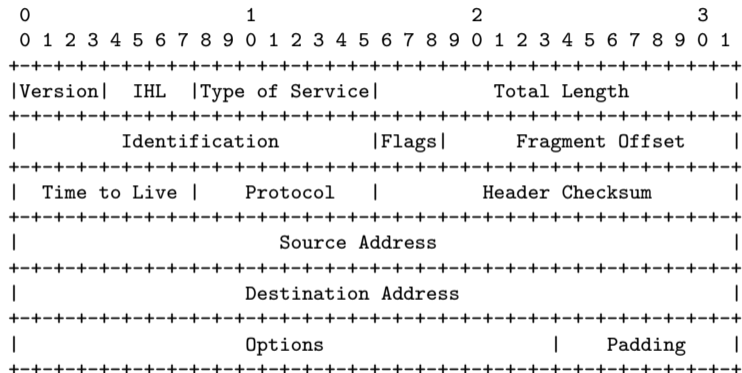 0                   1                   2                   3
 0 1 2 3 4 5 6 7 8 9 0 1 2 3 4 5 6 7 8 9 0 1 2 3 4 5 6 7 8 9 0 1
+-+-+-+-+-+-+-+-+-+-+-+-+-+-+-+-+-+-+-+-+-+-+-+-+-+-+-+-+-+-+-+-+
|Version|  IHL  |Type of Service|          Total Length         |
+-+-+-+-+-+-+-+-+-+-+-+-+-+-+-+-+-+-+-+-+-+-+-+-+-+-+-+-+-+-+-+-+
|         Identification        |Flags|      Fragment Offset    |
+-+-+-+-+-+-+-+-+-+-+-+-+-+-+-+-+-+-+-+-+-+-+-+-+-+-+-+-+-+-+-+-+
|  Time to Live |    Protocol   |         Header Checksum       |
+-+-+-+-+-+-+-+-+-+-+-+-+-+-+-+-+-+-+-+-+-+-+-+-+-+-+-+-+-+-+-+-+
|                       Source Address                          |
+-+-+-+-+-+-+-+-+-+-+-+-+-+-+-+-+-+-+-+-+-+-+-+-+-+-+-+-+-+-+-+-+
|                    Destination Address                        |
+-+-+-+-+-+-+-+-+-+-+-+-+-+-+-+-+-+-+-+-+-+-+-+-+-+-+-+-+-+-+-+-+
|                    Options                    |    Padding    |
+-+-+-+-+-+-+-+-+-+-+-+-+-+-+-+-+-+-+-+-+-+-+-+-+-+-+-+-+-+-+-+-+